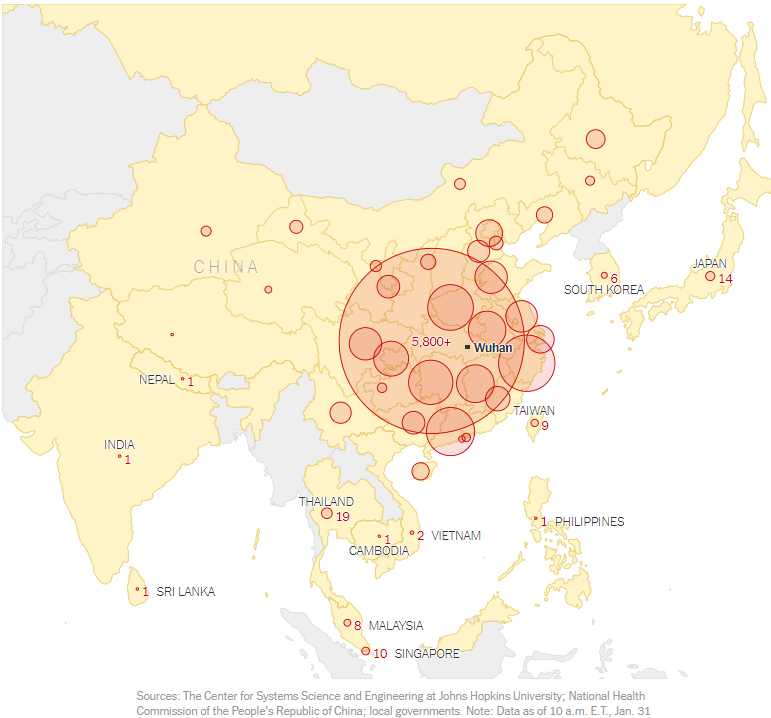 CHINA
JAPAN
14
6
SOUTH KOREA
5,800+
Wuhan
NEPAL 1
TAIWAN
9
INDIA
1
THAILAND
19
1 PHILIPPINES
2 VIETNAM
1
CAMBODIA
1 SRI LANKA
8 MALAYSIA
10 SINGAPORE
Sources: The Center for Systems Science and Engineering at Johns Hopkins University; National Health
Commission of the People's Republic of China; local governments. Note: Data as of 10 a.m. E.T., Jan. 31